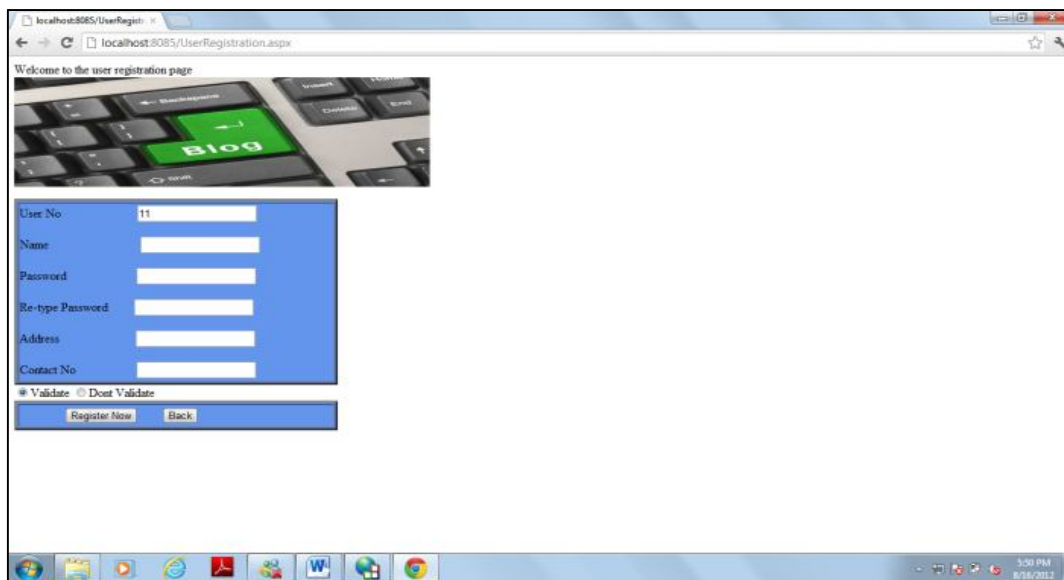 localhost:8085/UserRegist
localhost:8085/UserRegistration.aspx
Welcome to the user registration page
Backspace
Insert
Delete
End
Blog
Shift
User No 11
Name
Password
Re-type Password
Address
Contact No
Validate Dont Validate
Register Now Back
5:50 PM